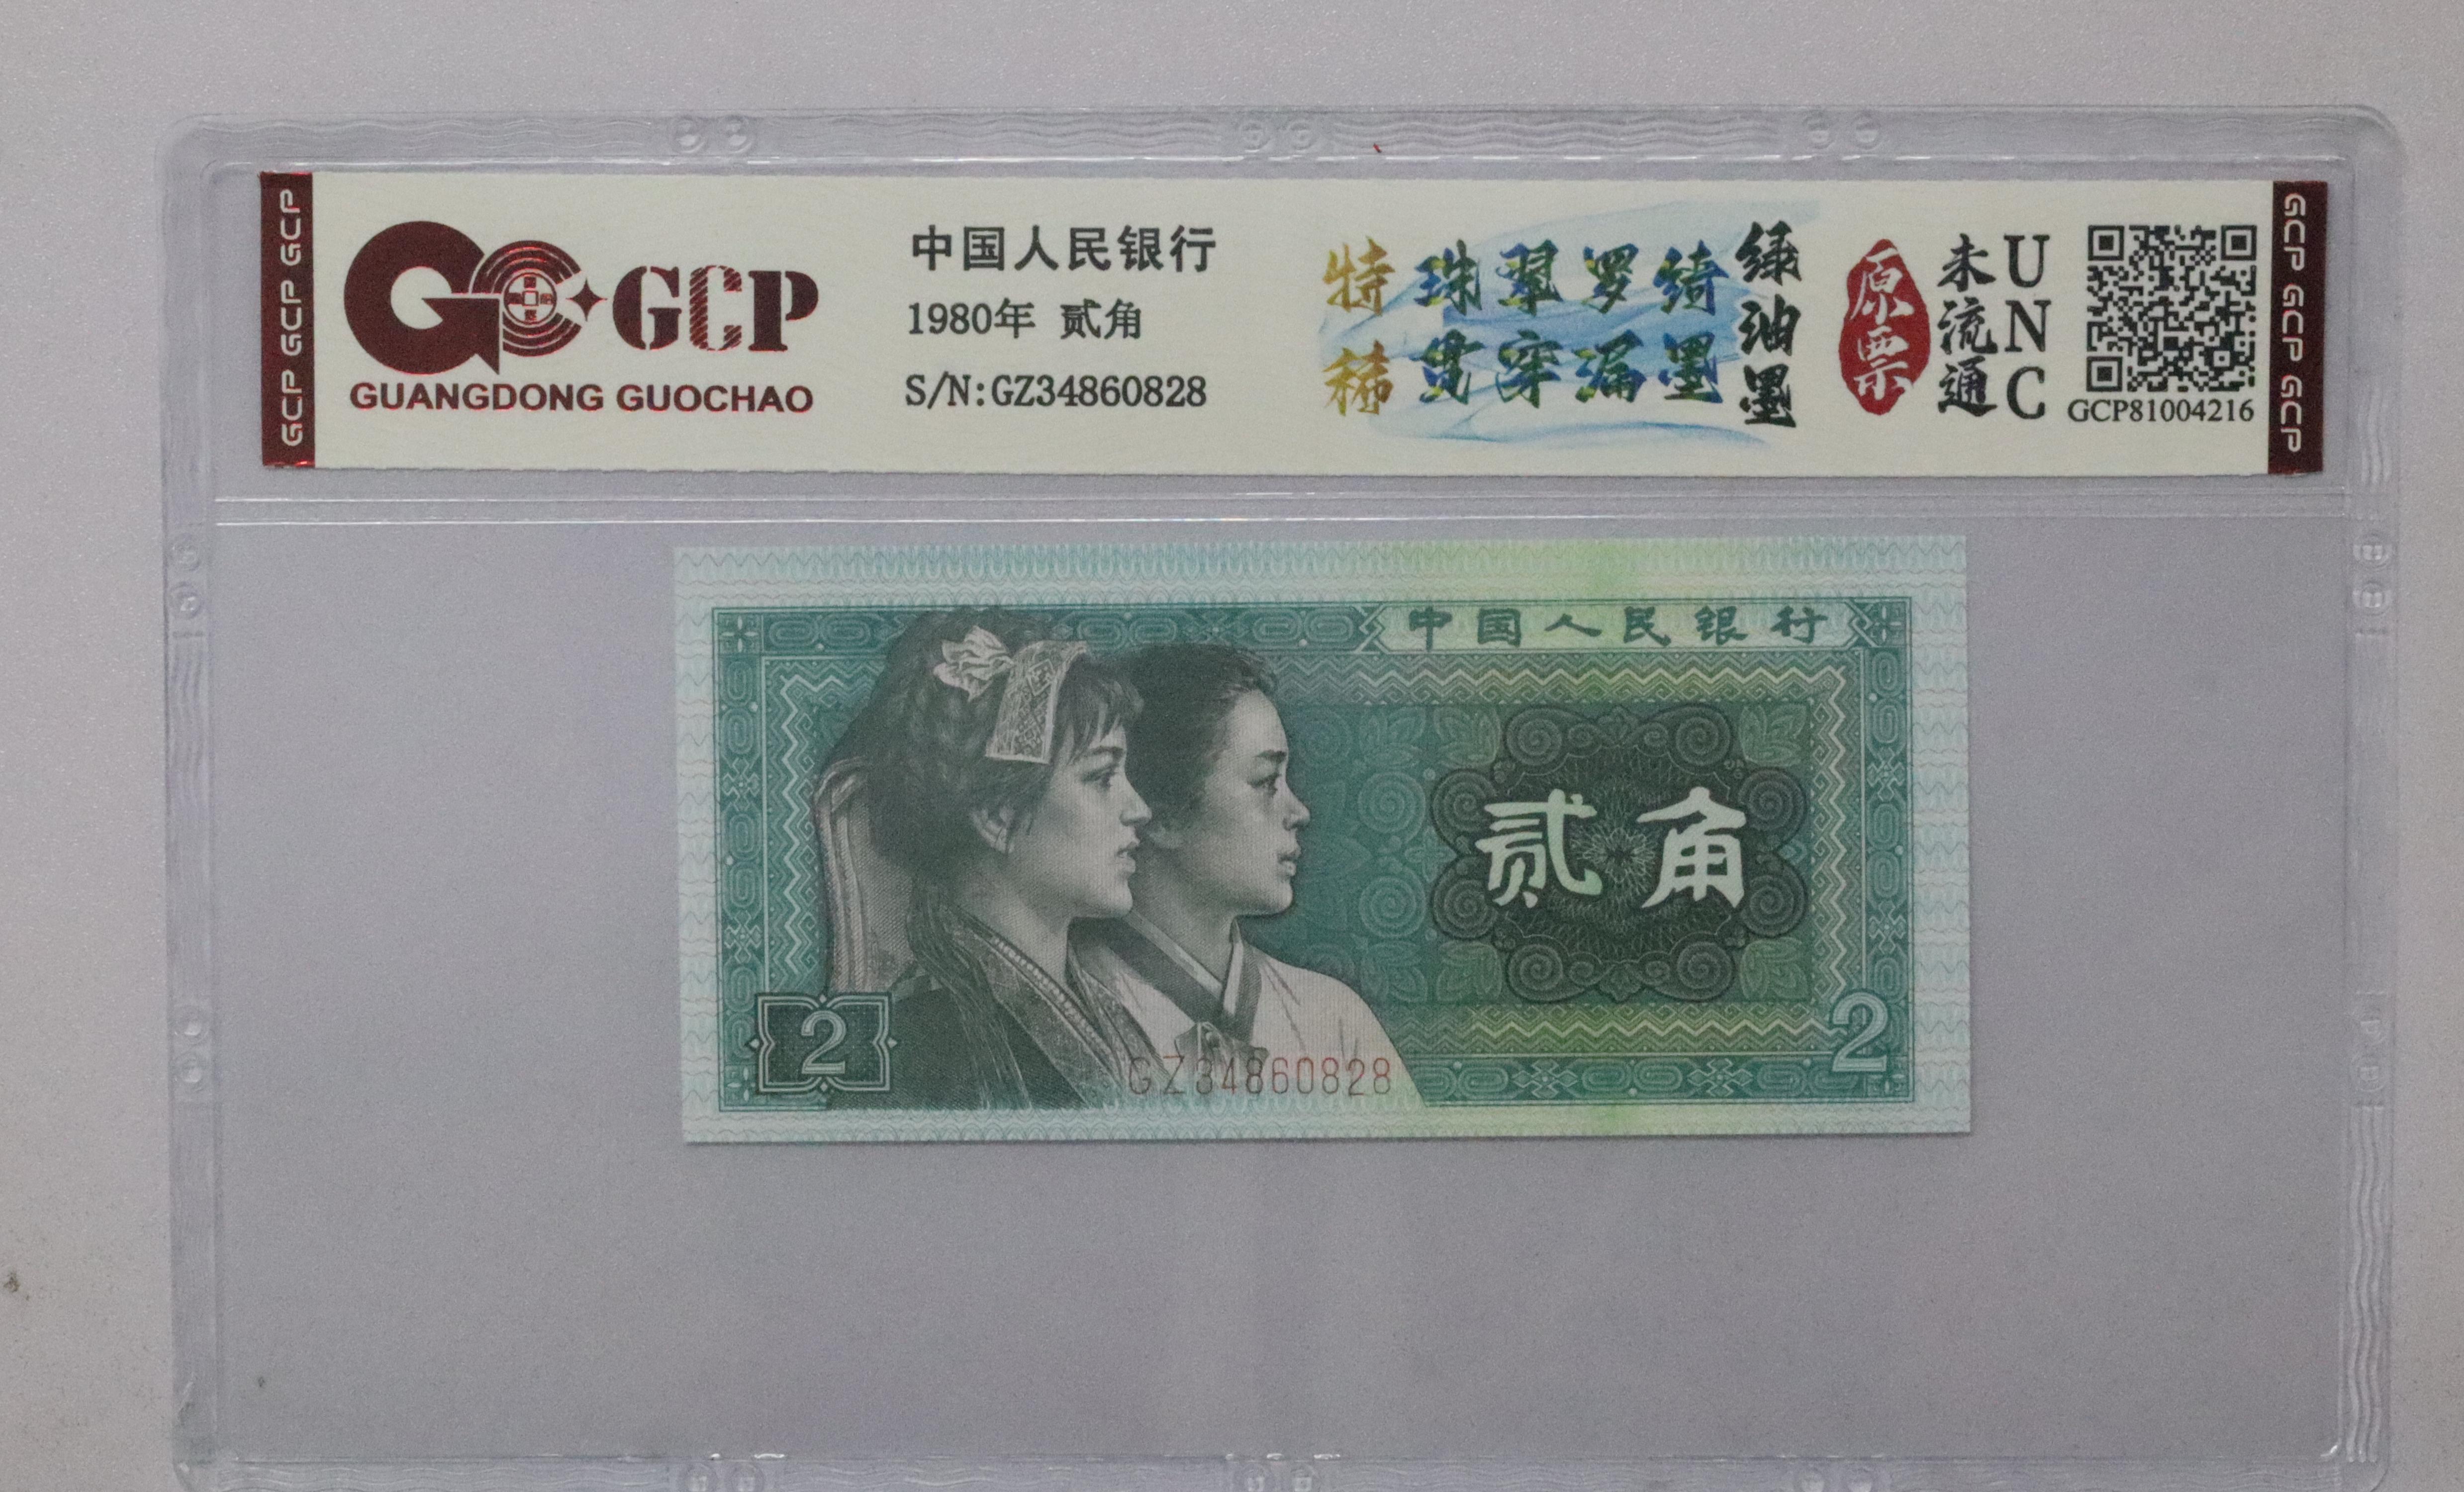 GCP GCP GCP
GCP
GUANGDONG GUOCHAO
中国人民银行
1980年 贰角
S/N:GZ34860828
特稀
珠翠罗绮
贯穿漏墨
绿油墨
原票
未流通
UNC
GCP81004216
GCP GCP GCP
中国人民银行
贰角
2
GZ34860828
2